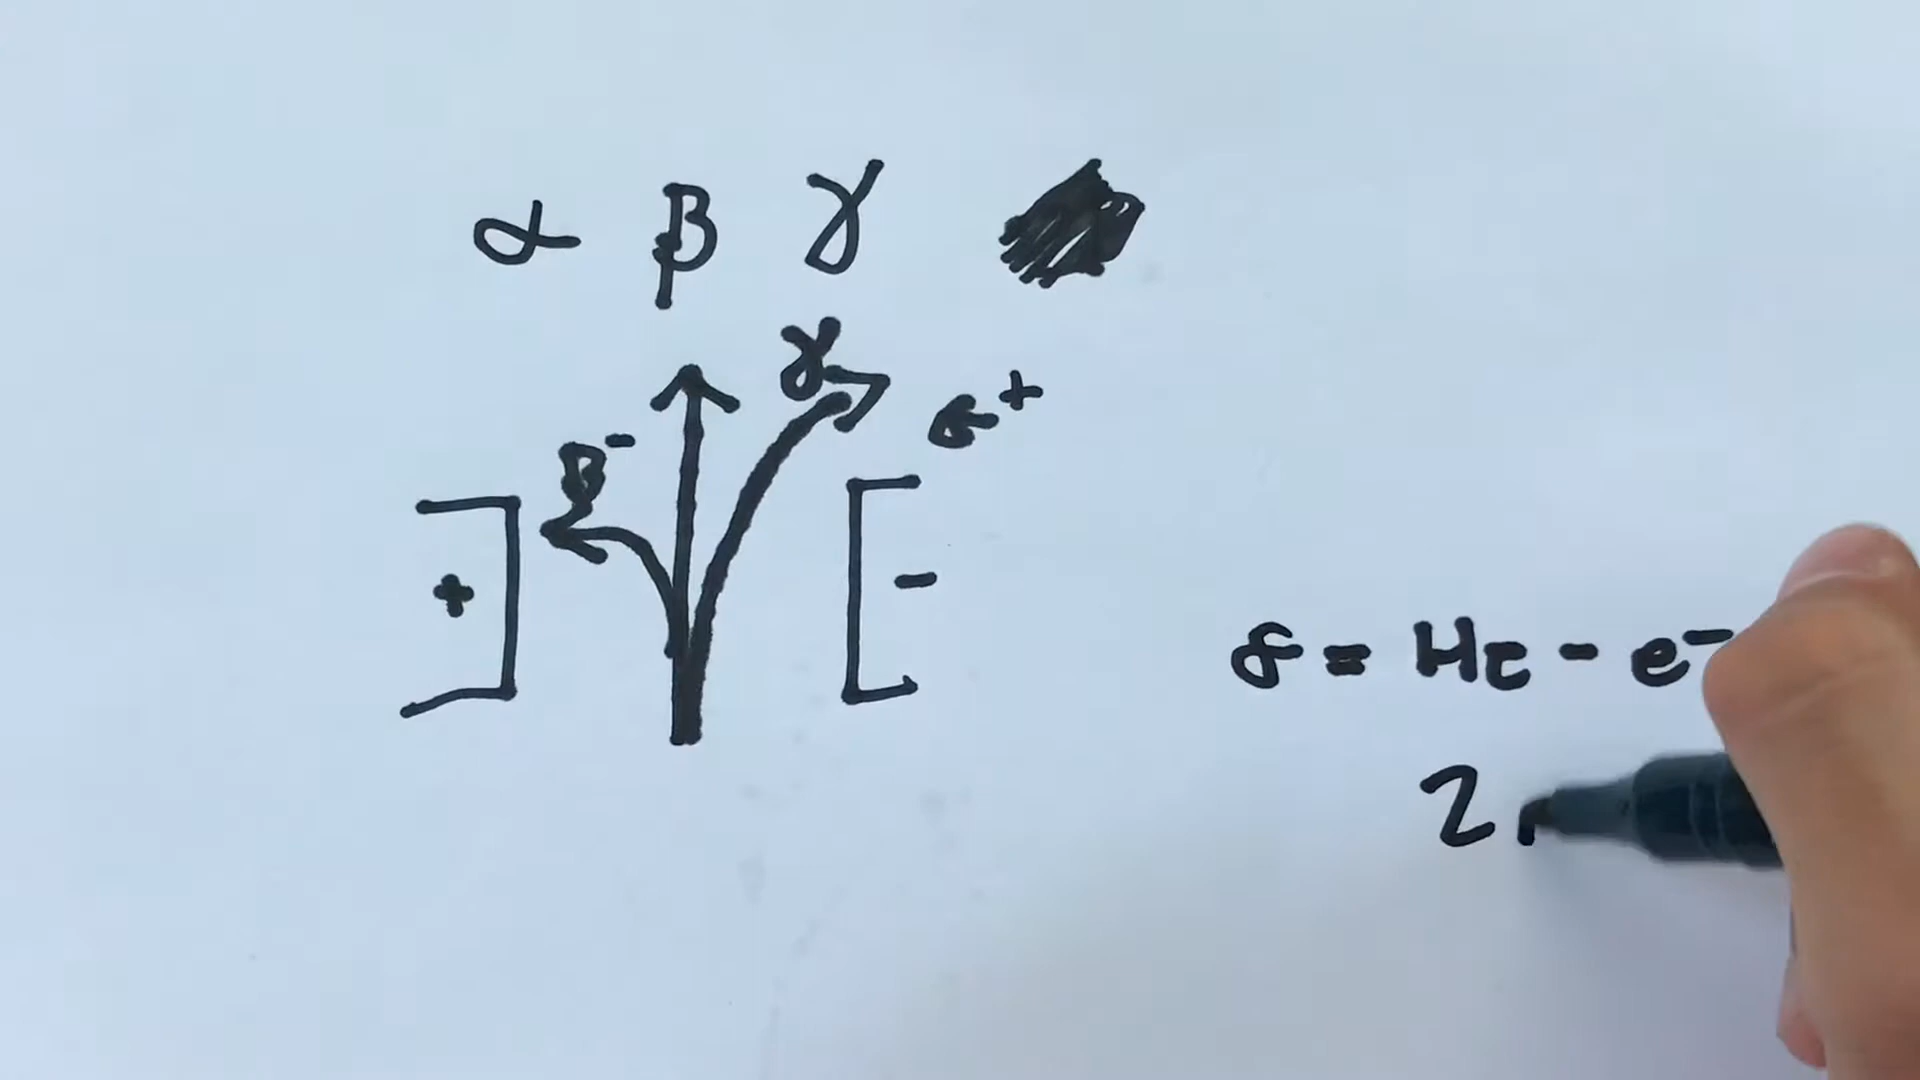 α β γ
γ
β⁻
+ -
= He - e⁻
2